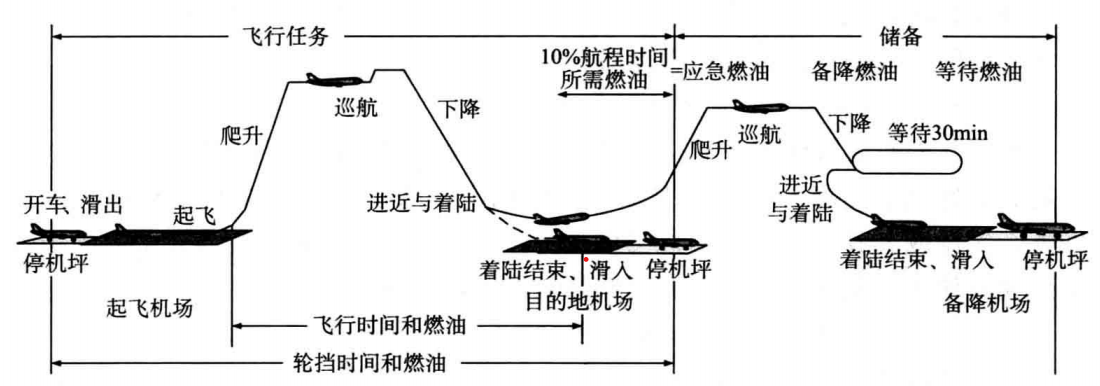 飞行任务
储备
10%航程时间
所需燃油
=应急燃油
备降燃油
等待燃油
巡航
下降
爬升
巡航
下降
爬升
等待30min
进近与着陆
进近
与着陆
开车、滑出
起飞
停机坪
着陆结束、滑入
停机坪
着陆结束、滑入
停机坪
起飞机场
目的地机场
备降机场
飞行时间和燃油
轮挡时间和燃油